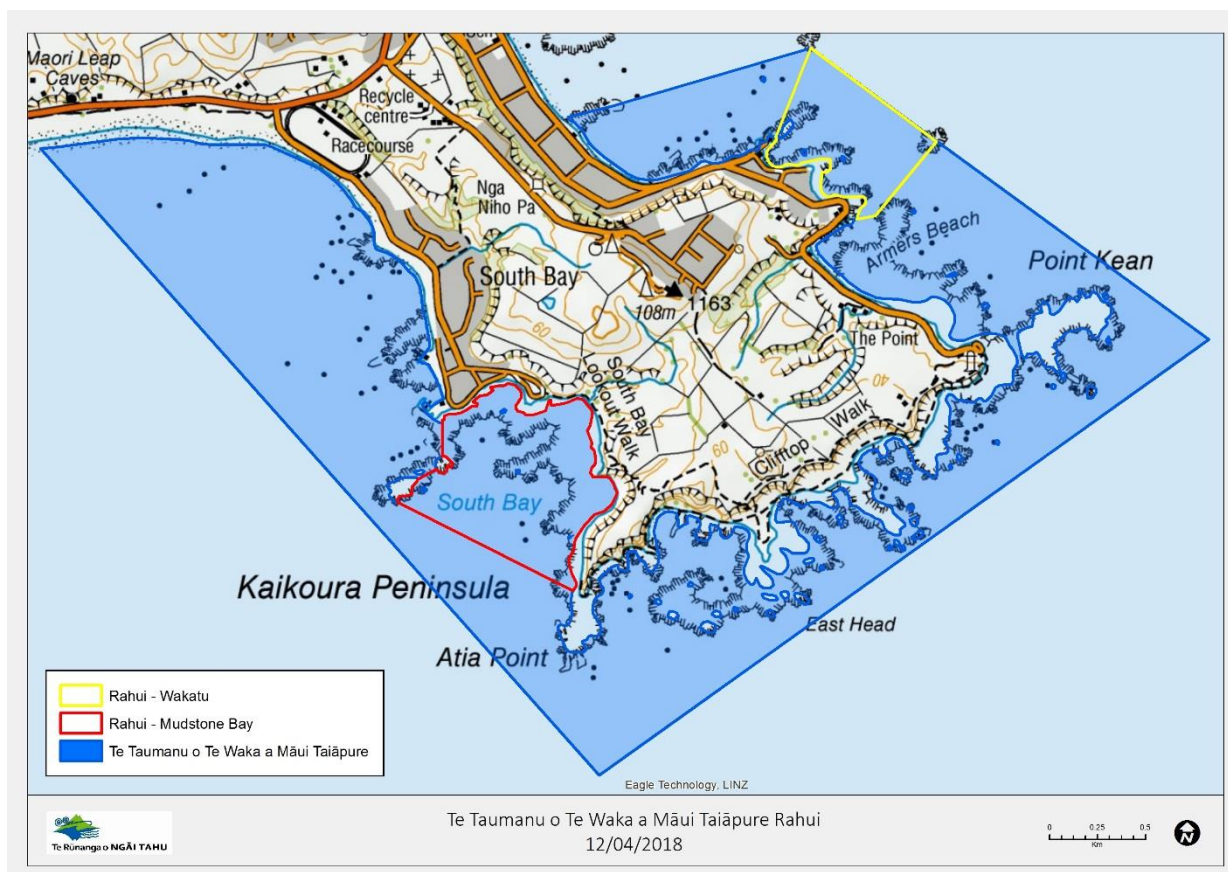 Maori Leap
Caves
Recycle
centre
Racecourse
Nga
Niho Pa
South Bay
108m
1163
60
60
40
The Point
Armers Beach
Point Kean
South Bay
Lookout Walk
Clifftop
Walk
South Bay
Kaikoura Peninsula
Atia Point
East Head
Rahui - Wakatu
Rahui - Mudstone Bay
Te Taumanu o Te Waka a Māui Taiāpure
Eagle Technology, LINZ
Te Rūnanga o NGĀI TAHU
Te Taumanu o Te Waka a Māui Taiāpure Rahui
12/04/2018
0 0.25 0.5
Km